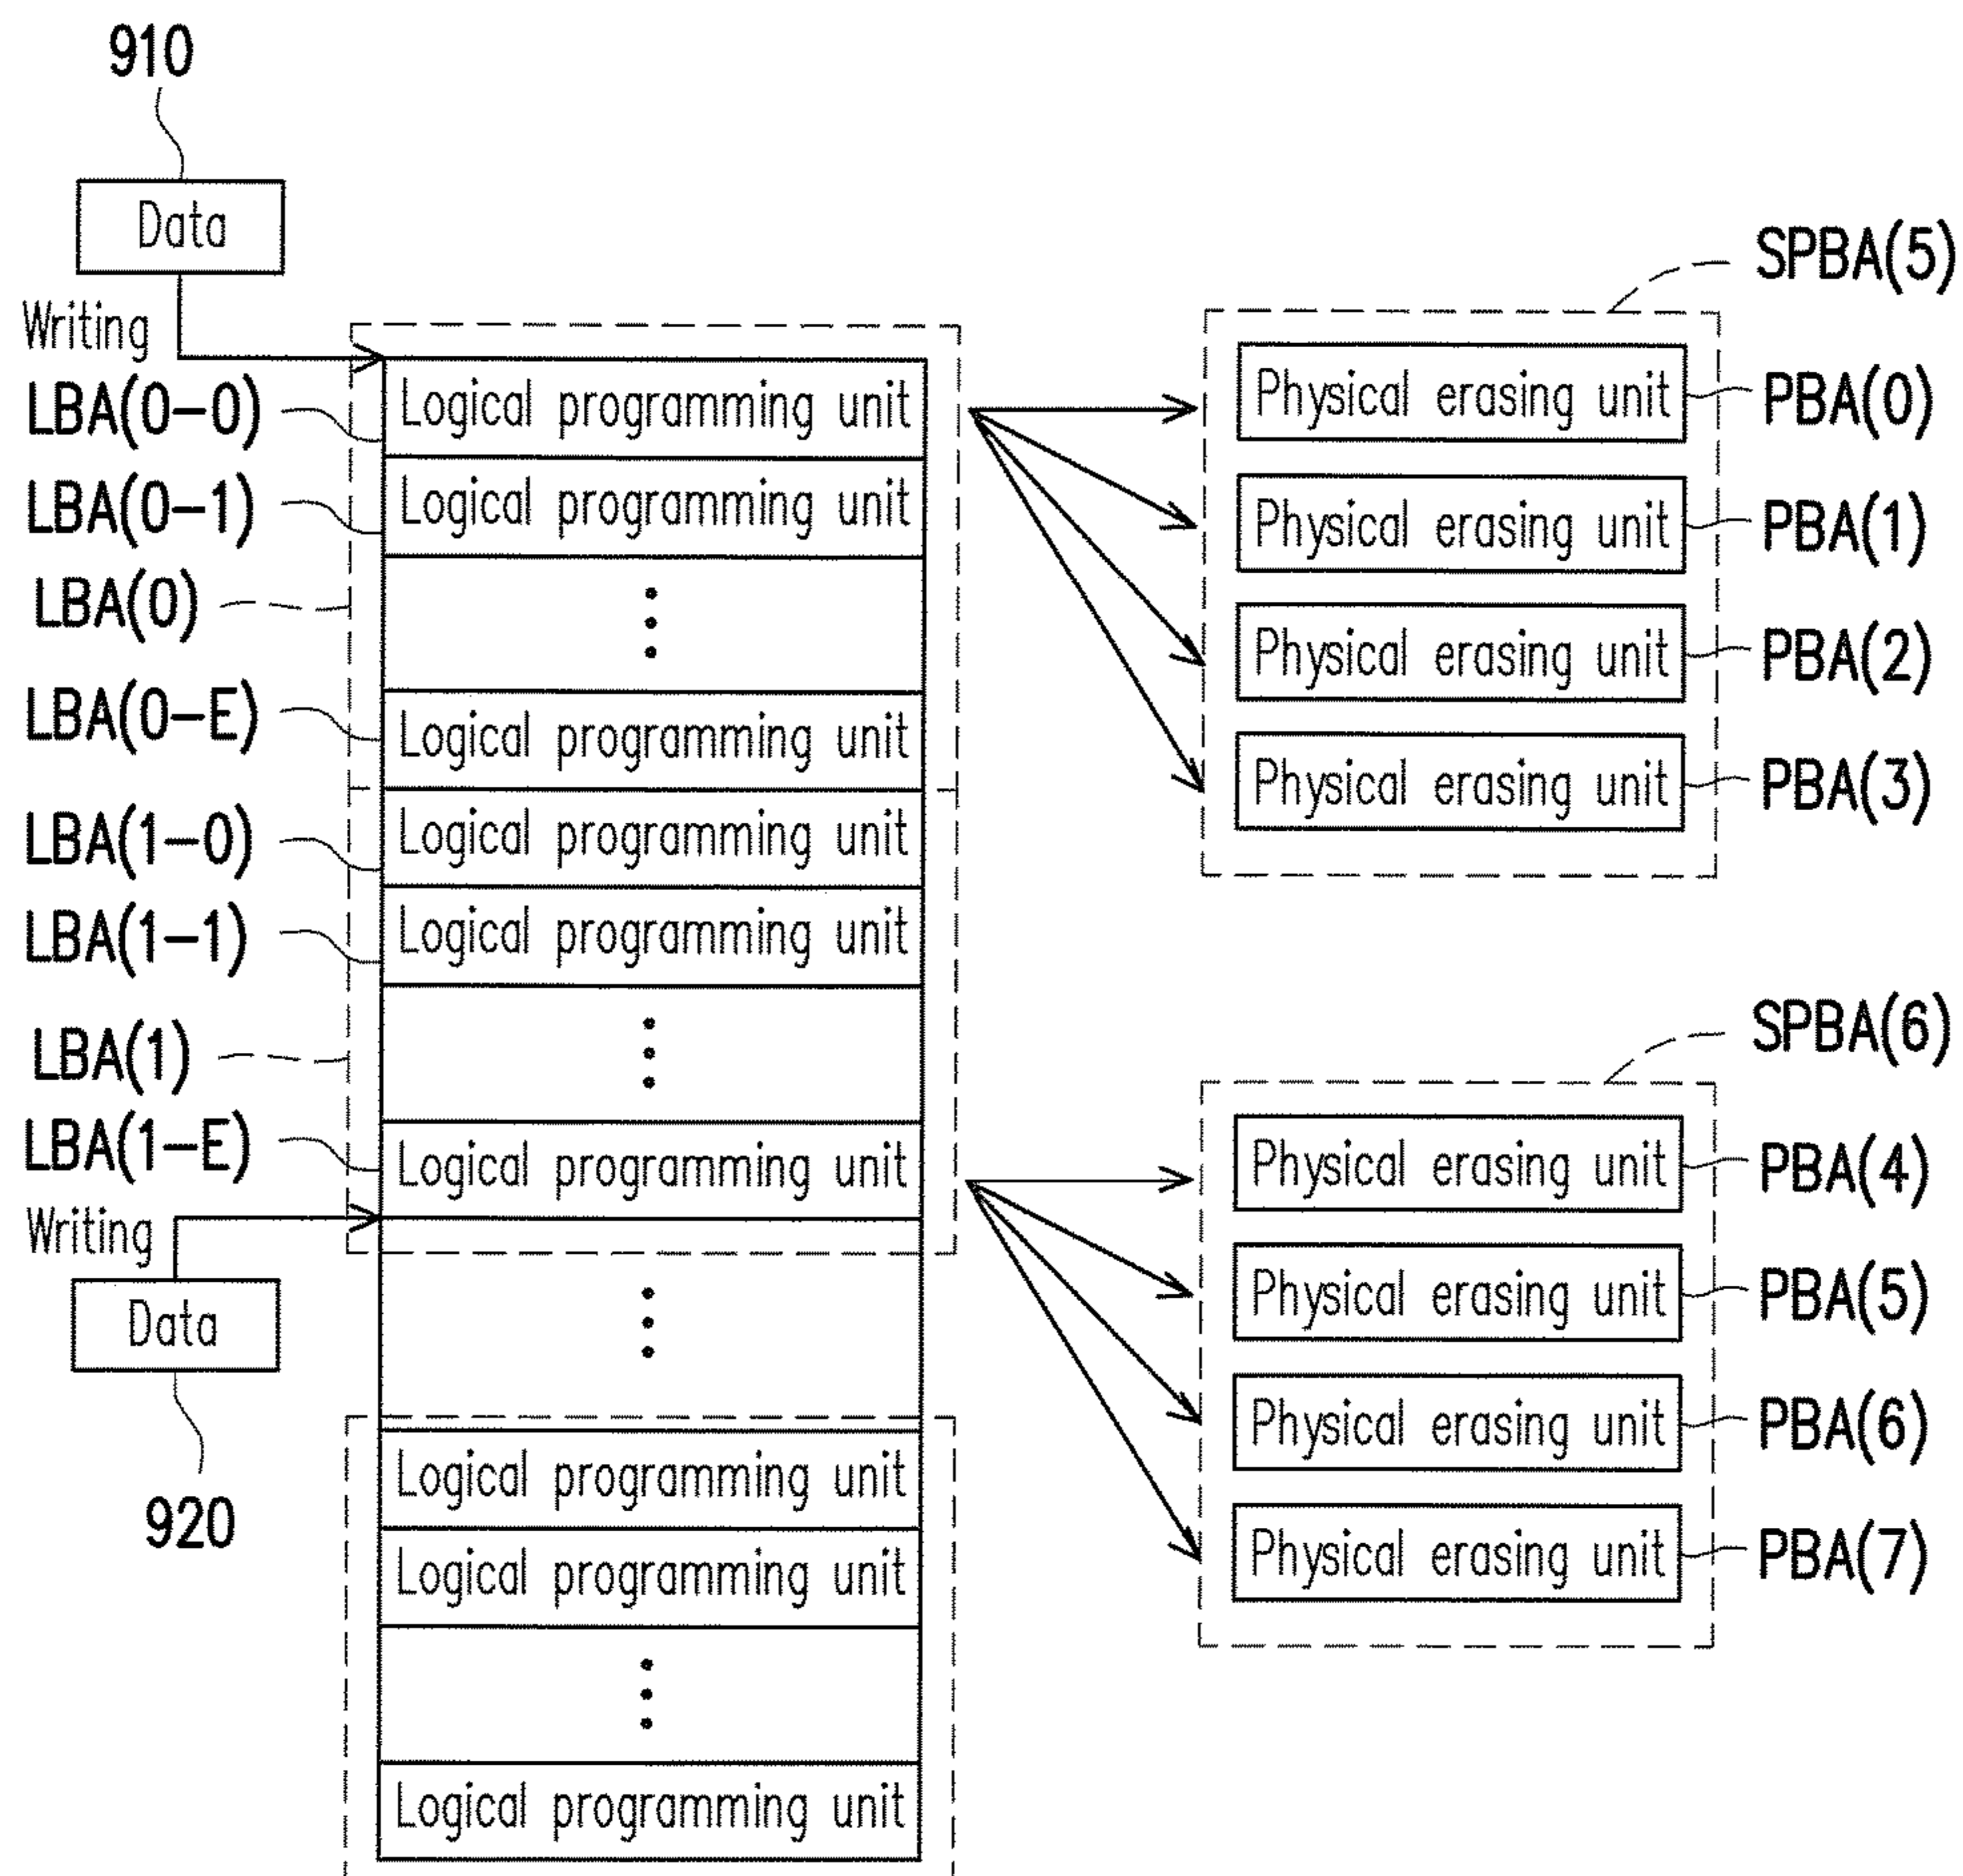 910
Data
SPBA(5)
Writing
LBA(0-0)
Logical programming unit
Physical erasing unit
PBA(0)
LBA(0-1)
Logical programming unit
Physical erasing unit
PBA(1)
LBA(0)
Physical erasing unit
PBA(2)
LBA(0-E)
Logical programming unit
Physical erasing unit
PBA(3)
LBA(1-0)
Logical programming unit
LBA(1-1)
Logical programming unit
SPBA(6)
LBA(1)
LBA(1-E)
Logical programming unit
Physical erasing unit
PBA(4)
Writing
Data
Physical erasing unit
PBA(5)
Physical erasing unit
PBA(6)
920
Logical programming unit
Logical programming unit
Physical erasing unit
PBA(7)
Logical programming unit